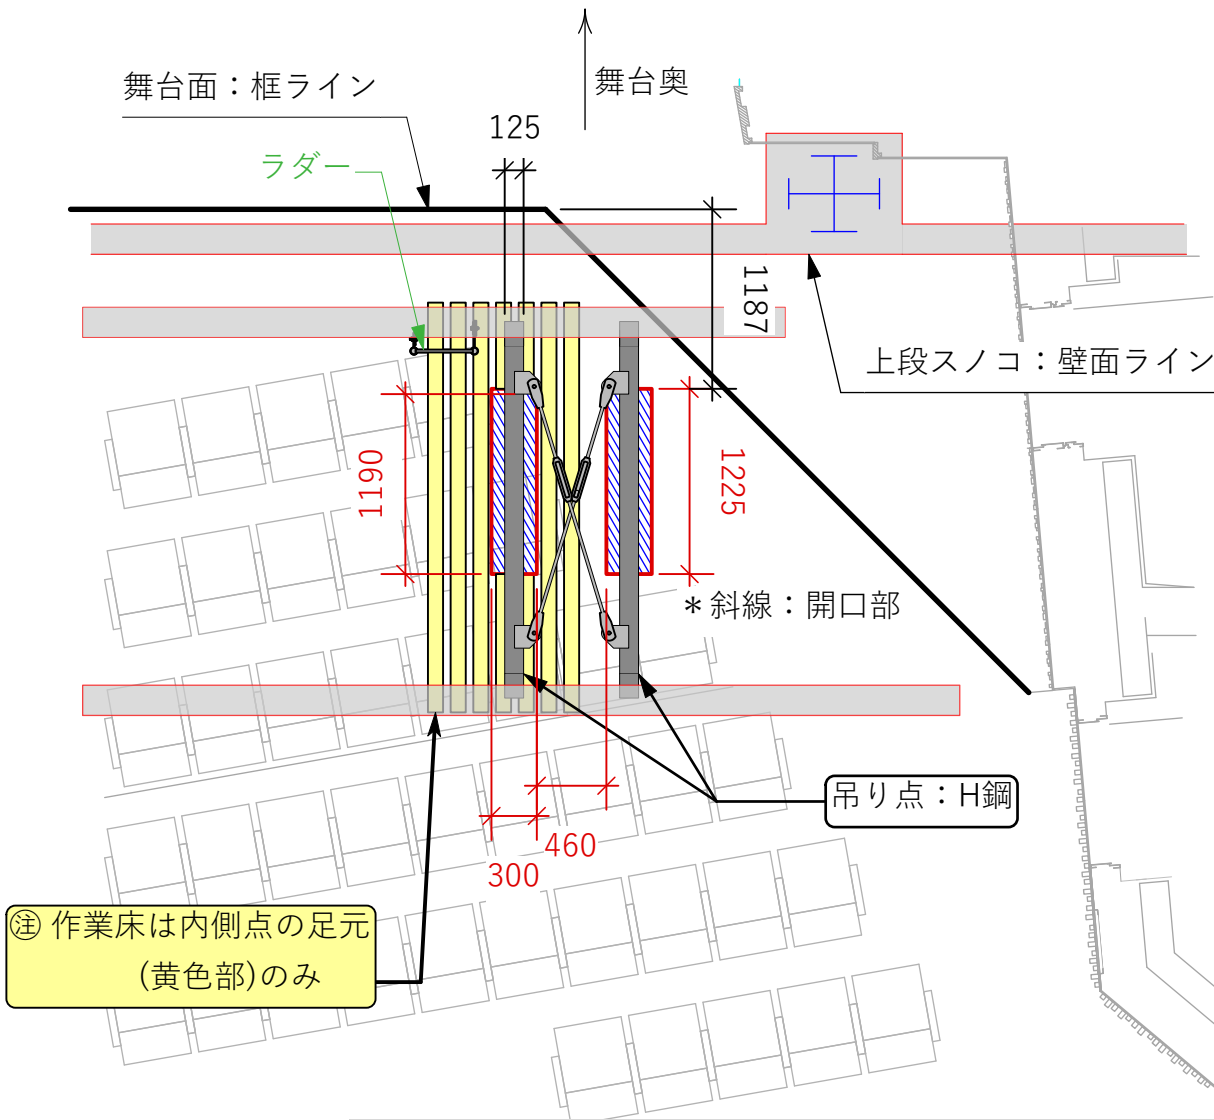 舞台奥
舞台面：框ライン
125
ラダー
1187
上段スノコ：壁面ライン
1190
1225
＊斜線：開口部
吊り点：H鋼
460
300
㊟ 作業床は内側点の足元
(黄色部)のみ